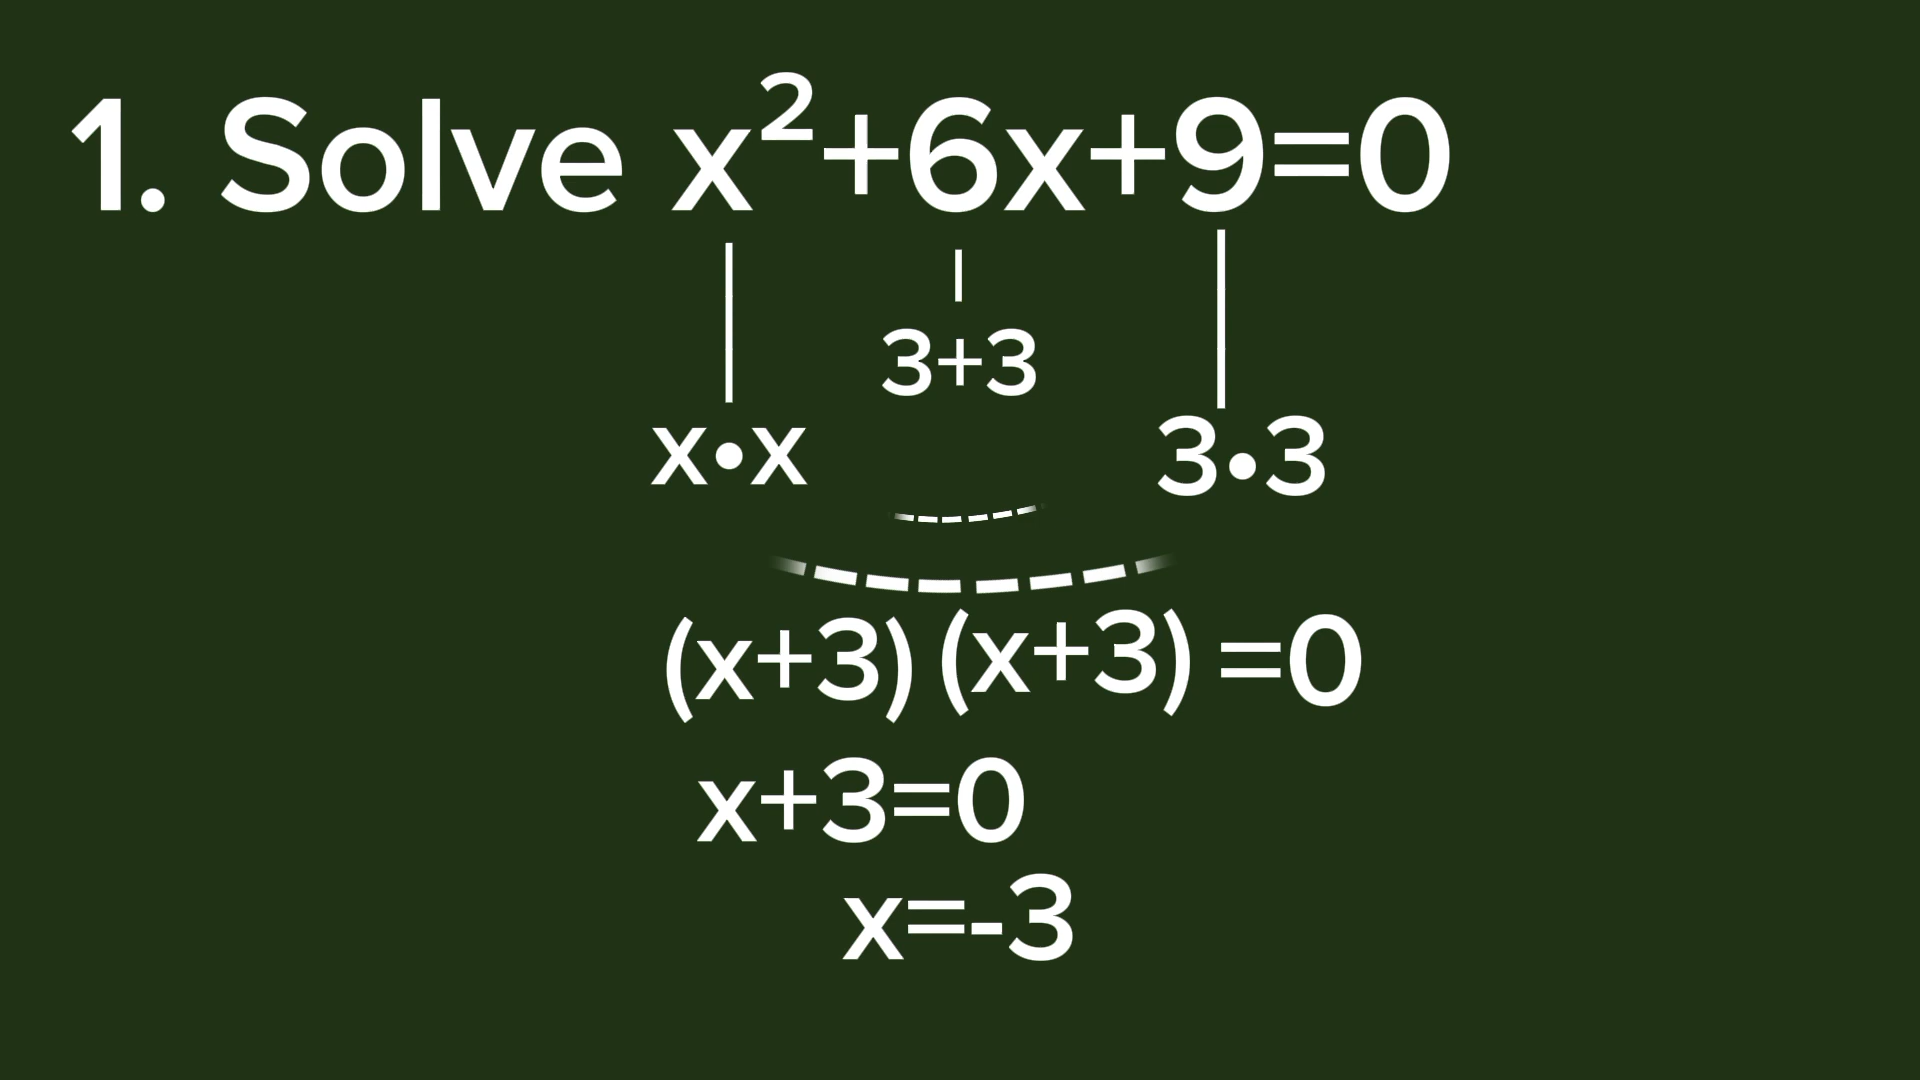 1. Solve x²+6x+9=0
3+3
x•x 3•3
(x+3) (x+3) =0
x+3=0
x=-3